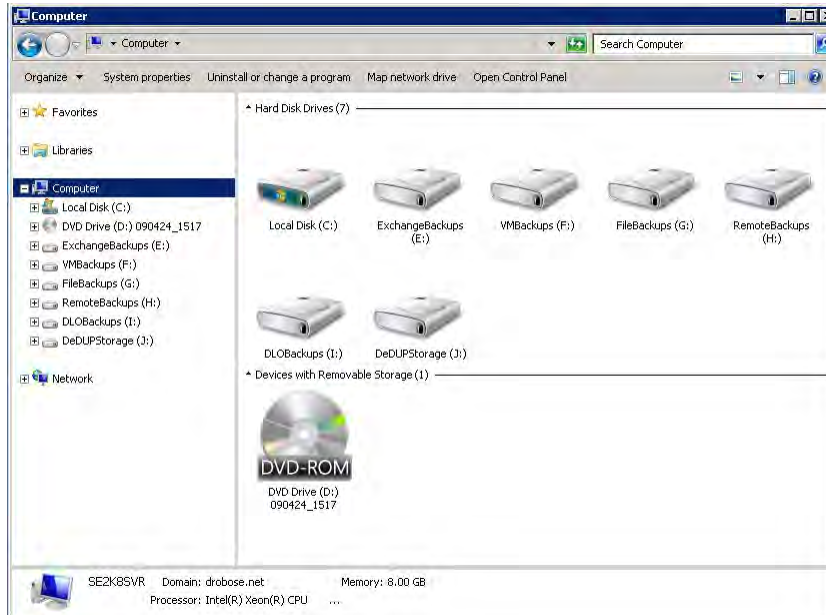 Computer
Computer
Search Computer
Organize
System properties
Uninstall or change a program
Map network drive
Open Control Panel
Favorites
Libraries
Computer
Local Disk (C:)
DVD Drive (D:) 090424_1517
ExchangeBackups (E:)
VMBackups (F:)
FileBackups (G:)
RemoteBackups (H:)
DLOBackups (I:)
DeDUPStorage (J:)
Network
Hard Disk Drives (7)
Local Disk (C:)
ExchangeBackups
(E:)
VMBackups (F:)
FileBackups (G:)
RemoteBackups
(H:)
DLOBackups (I:)
DeDUPStorage (J:)
Devices with Removable Storage (1)
DVD-ROM
DVD Drive (D:)
090424_1517
SE2K8SVR Domain: drobose.net Memory: 8.00 GB
Processor: Intel(R) Xeon(R) CPU ...